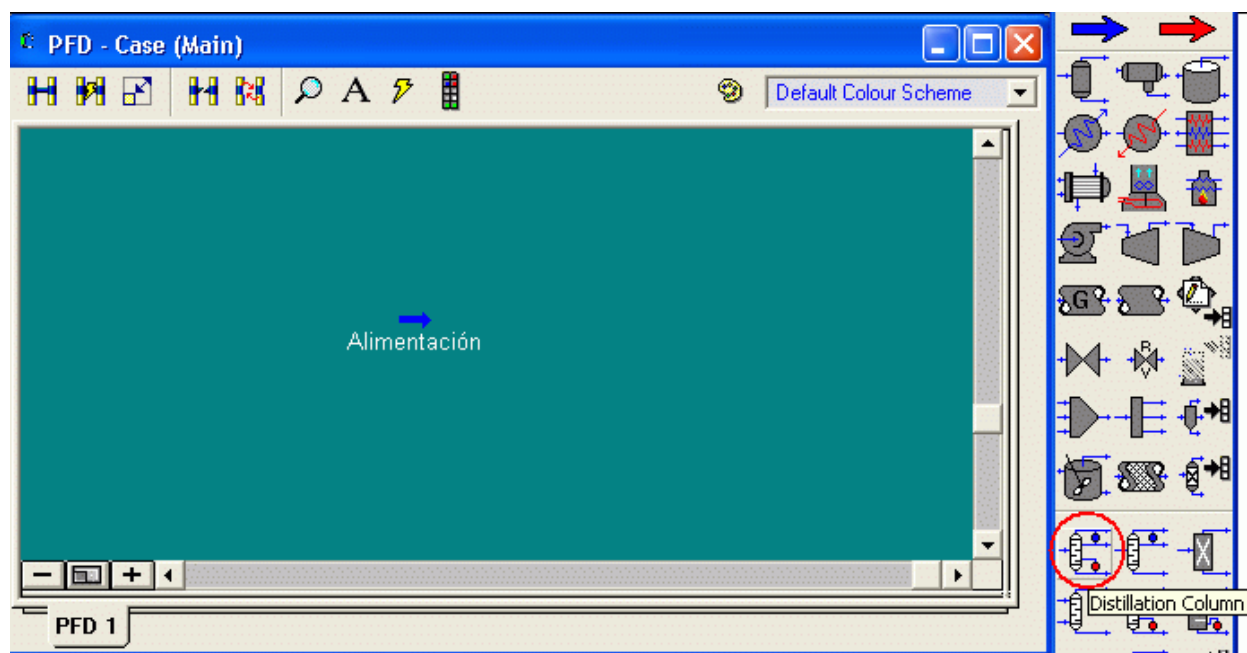 PFD - Case (Main)
A
Default Colour Scheme
Alimentación
PFD 1
G
R
V
Distillation Column